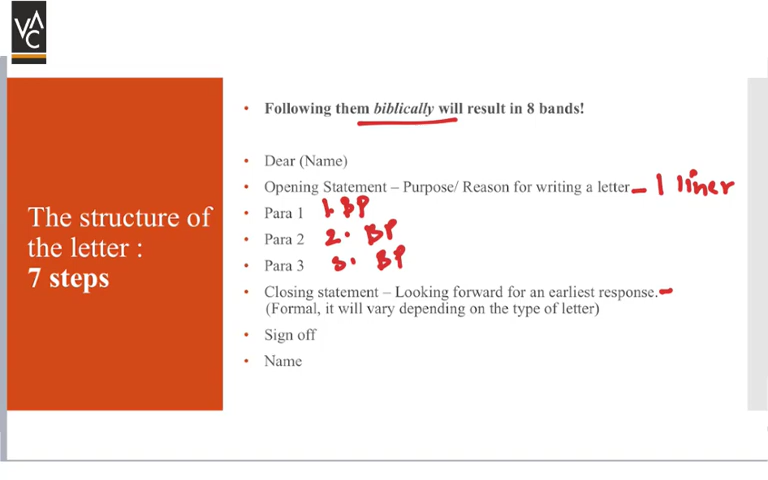 VAC
• Following them biblically will result in 8 bands!
• Dear (Name)
• Opening Statement – Purpose/ Reason for writing a letter – 1 liner
• Para 1 1. BP
• Para 2 2. BP
• Para 3 3. BP
• Closing statement – Looking forward for an earliest response. –
(Formal, it will vary depending on the type of letter)
• Sign off
• Name
The structure of
the letter :
7 steps